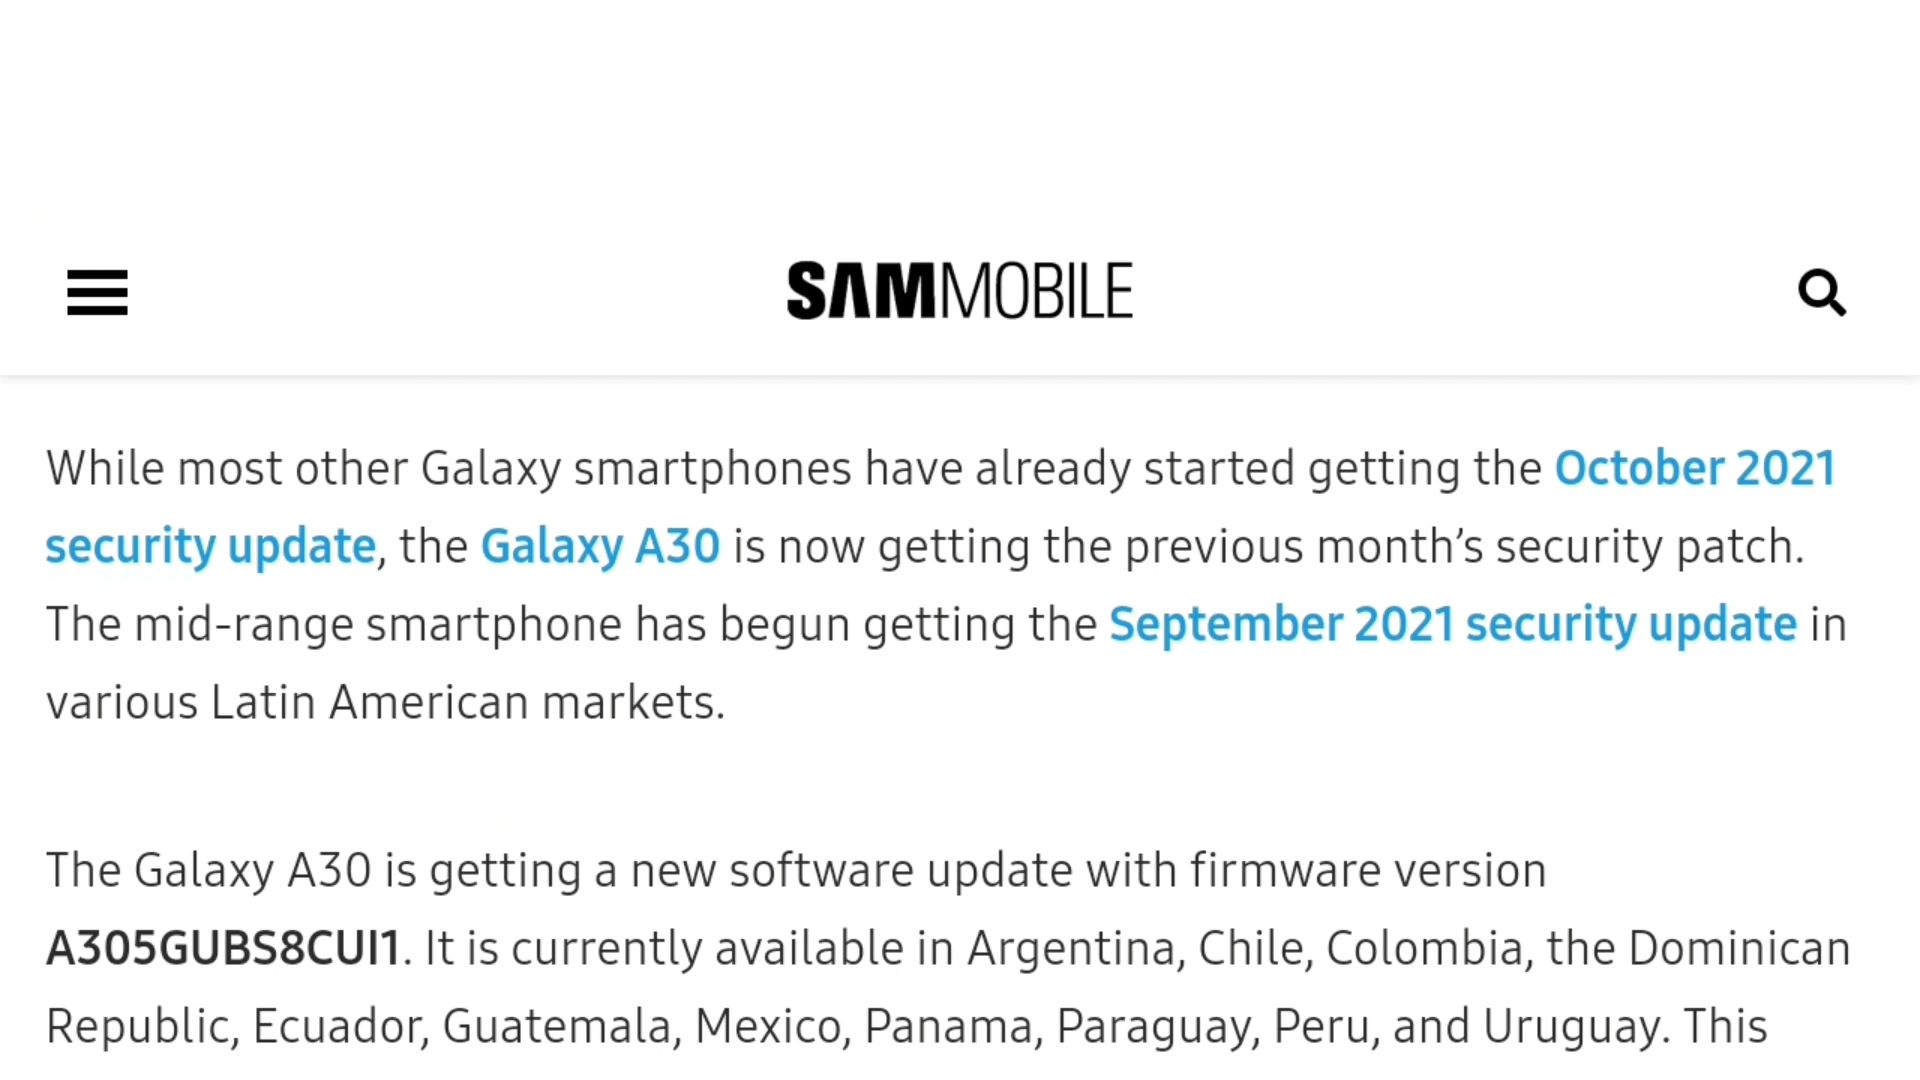 SAMMOBILE
While most other Galaxy smartphones have already started getting the October 2021
security update, the Galaxy A30 is now getting the previous month’s security patch.
The mid-range smartphone has begun getting the September 2021 security update in
various Latin American markets.
The Galaxy A30 is getting a new software update with firmware version
A305GUBS8CUI1. It is currently available in Argentina, Chile, Colombia, the Dominican
Republic, Ecuador, Guatemala, Mexico, Panama, Paraguay, Peru, and Uruguay. This